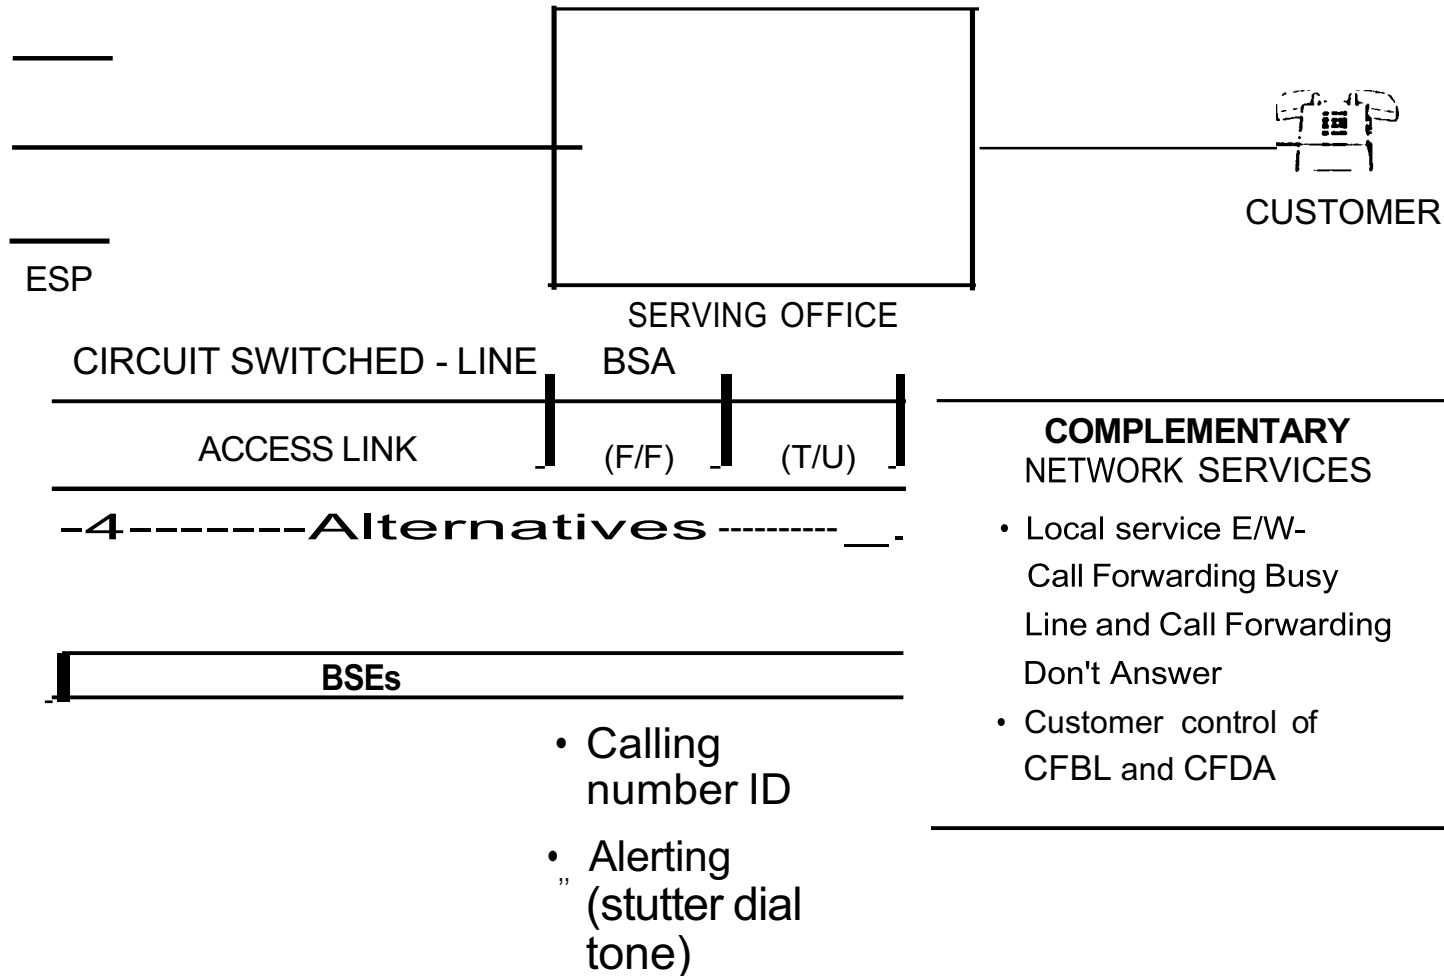 CUSTOMER
ESP
SERVING OFFICE
CIRCUIT SWITCHED - LINE BSA
ACCESS LINK (F/F) (T/U)
-4-------Alternatives ---------- __ -
BSEs
• Calling
number ID
• ,, Alerting
(stutter dial
tone)
COMPLEMENTARY
NETWORK SERVICES
• Local service E/W-
Call Forwarding Busy
Line and Call Forwarding
Don't Answer
• Customer control of
CFBL and CFDA